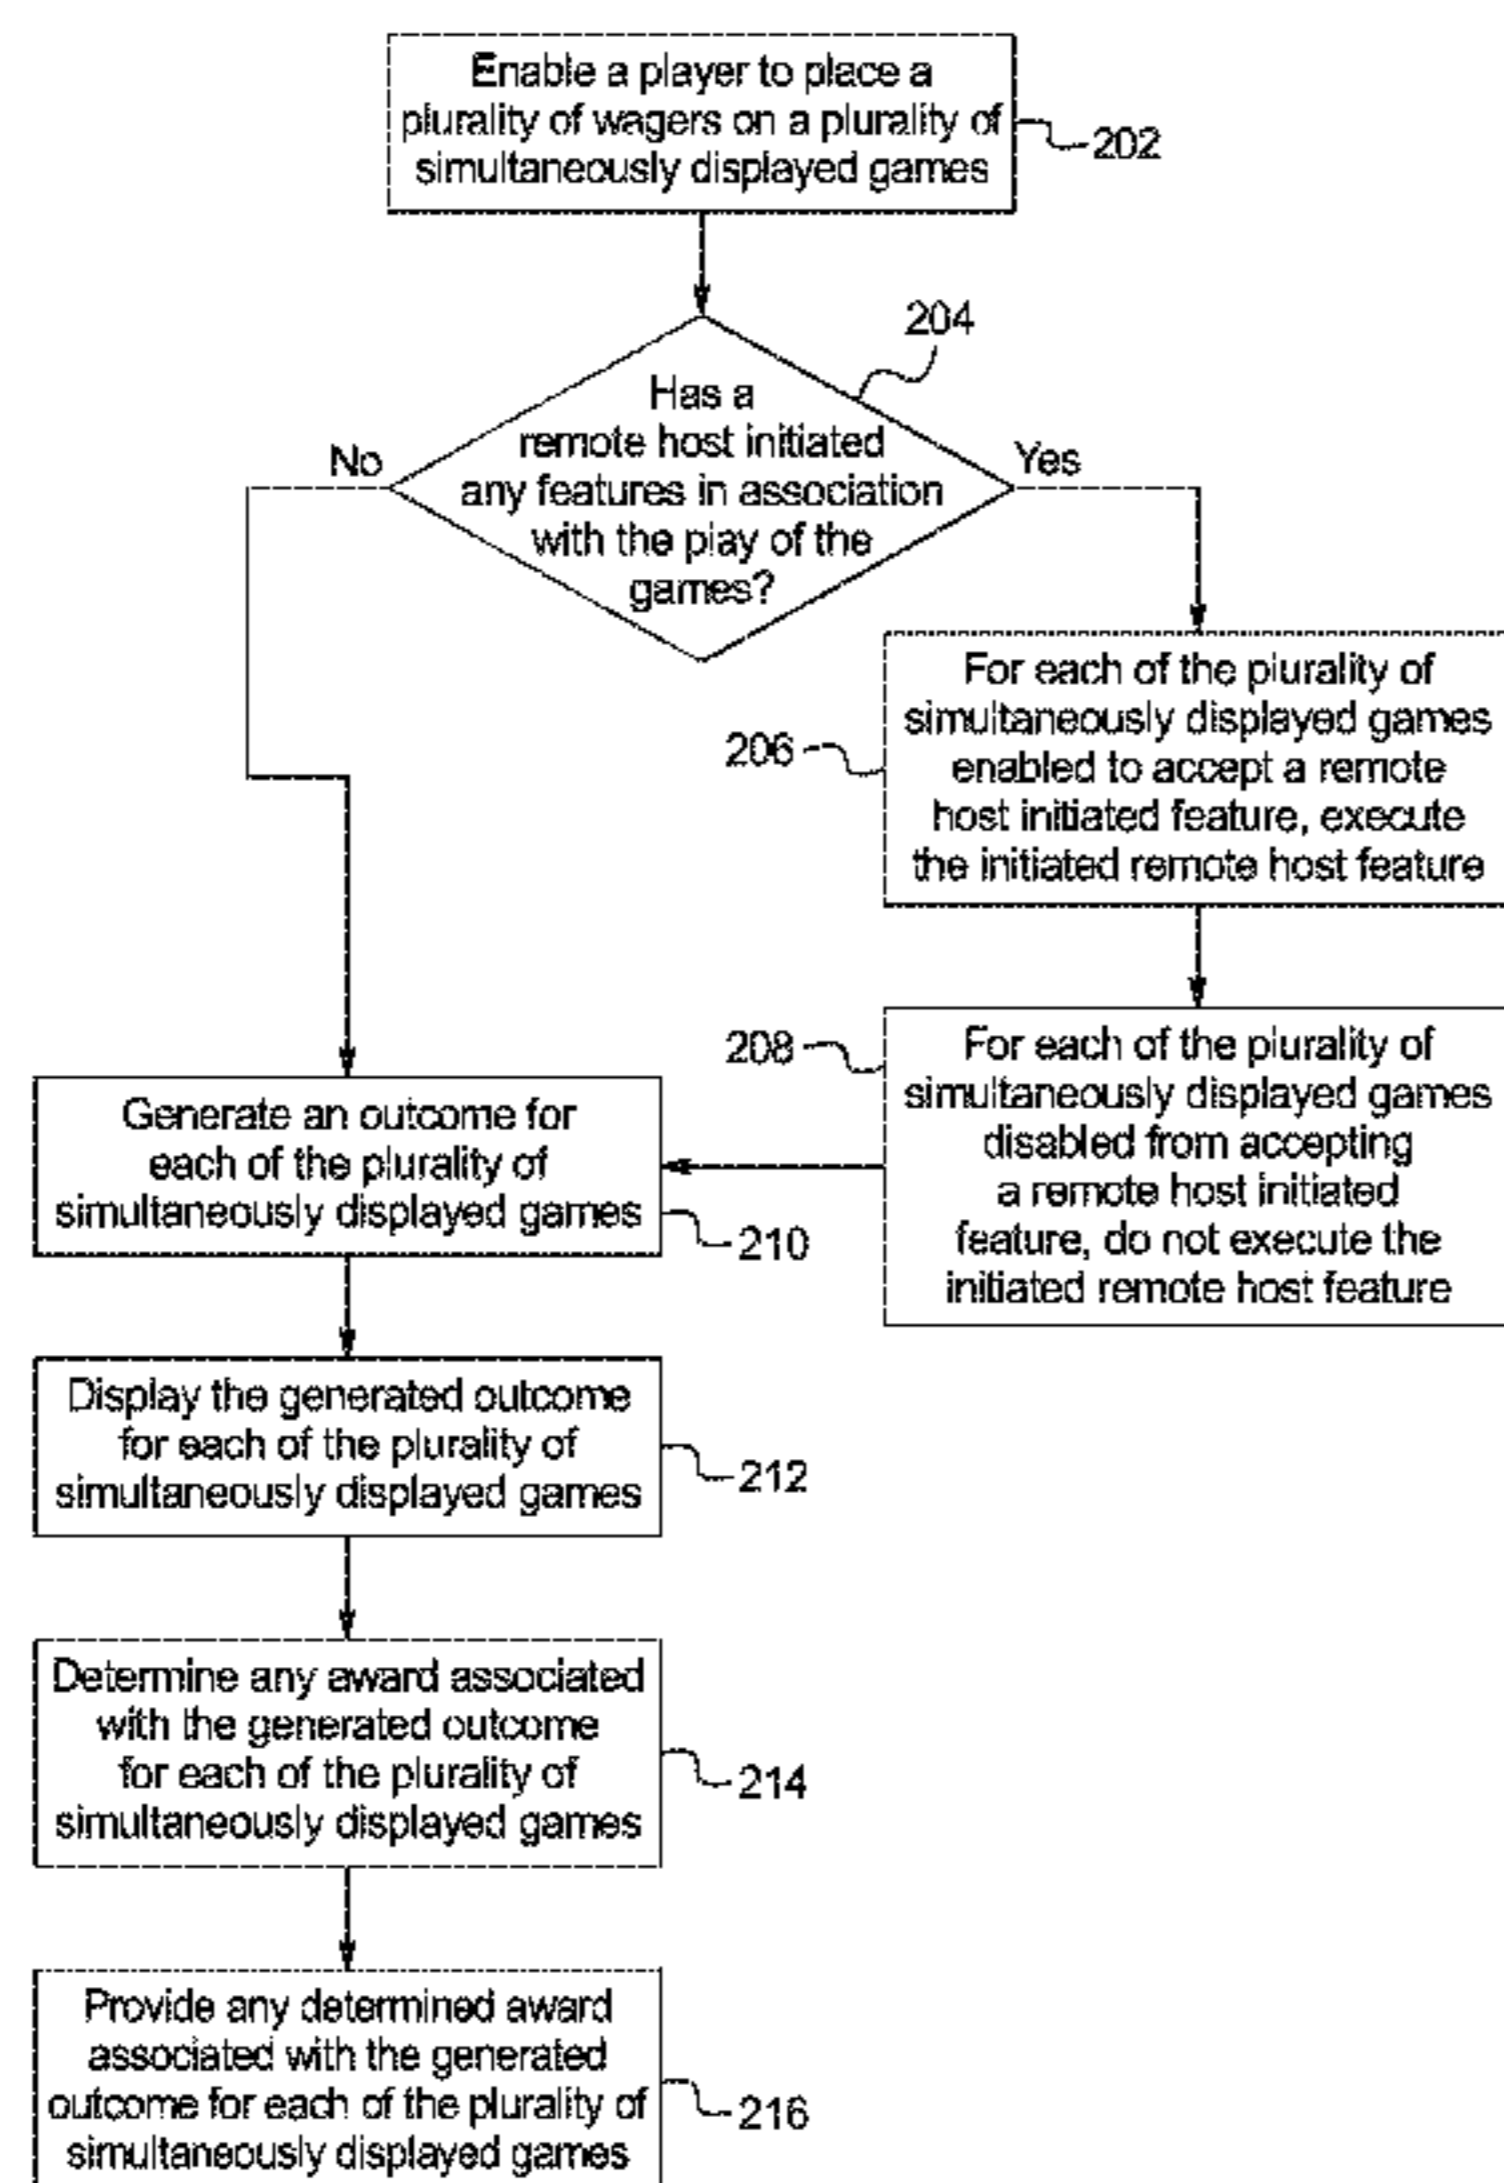 Enable a player to place a
plurality of wagers on a plurality of
simultaneously displayed games
202
204
Has a
remote host initiated
any features in association
with the play of the
games?
No
Yes
For each of the plurality of
simultaneously displayed games
enabled to accept a remote
host initiated feature, execute
the initiated remote host feature
206
208
For each of the plurality of
simultaneously displayed games
disabled from accepting
a remote host initiated
feature, do not execute the
initiated remote host feature
Generate an outcome for
each of the plurality of
simultaneously displayed games
210
Display the generated outcome
for each of the plurality of
simultaneously displayed games
212
Determine any award associated
with the generated outcome
for each of the plurality of
simultaneously displayed games
214
Provide any determined award
associated with the generated
outcome for each of the plurality of
simultaneously displayed games
216